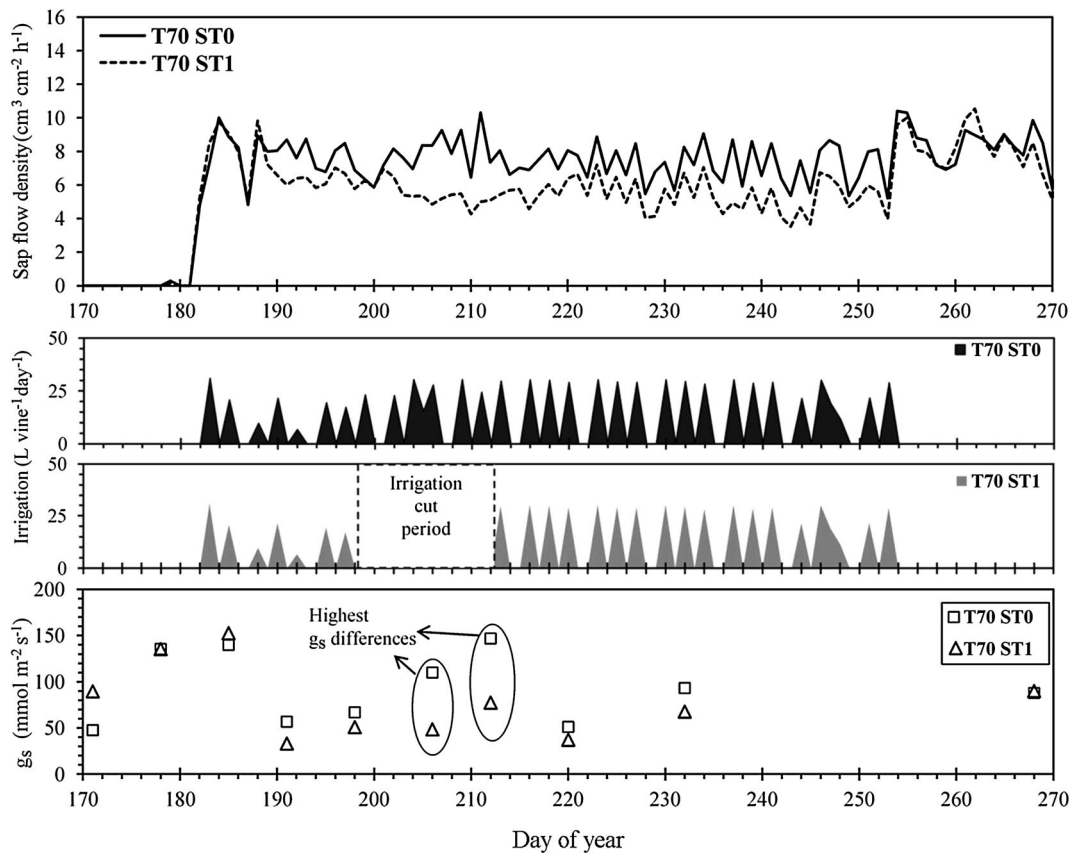 16
14
12
10
8
6
4
2
0
Sap flow density (cm³ cm⁻² h⁻¹)
T70 ST0
T70 ST1
170 180 190 200 210 220 230 240 250 260 270
50
25
0
T70 ST0
Irrigation (L vine⁻¹day⁻¹)
50
25
0
Irrigation
cut
period
T70 ST1
200
150
100
50
0
gs (mmol m⁻² s⁻¹)
Highest
gs differences
T70 ST0
T70 ST1
170 180 190 200 210 220 230 240 250 260 270
Day of year